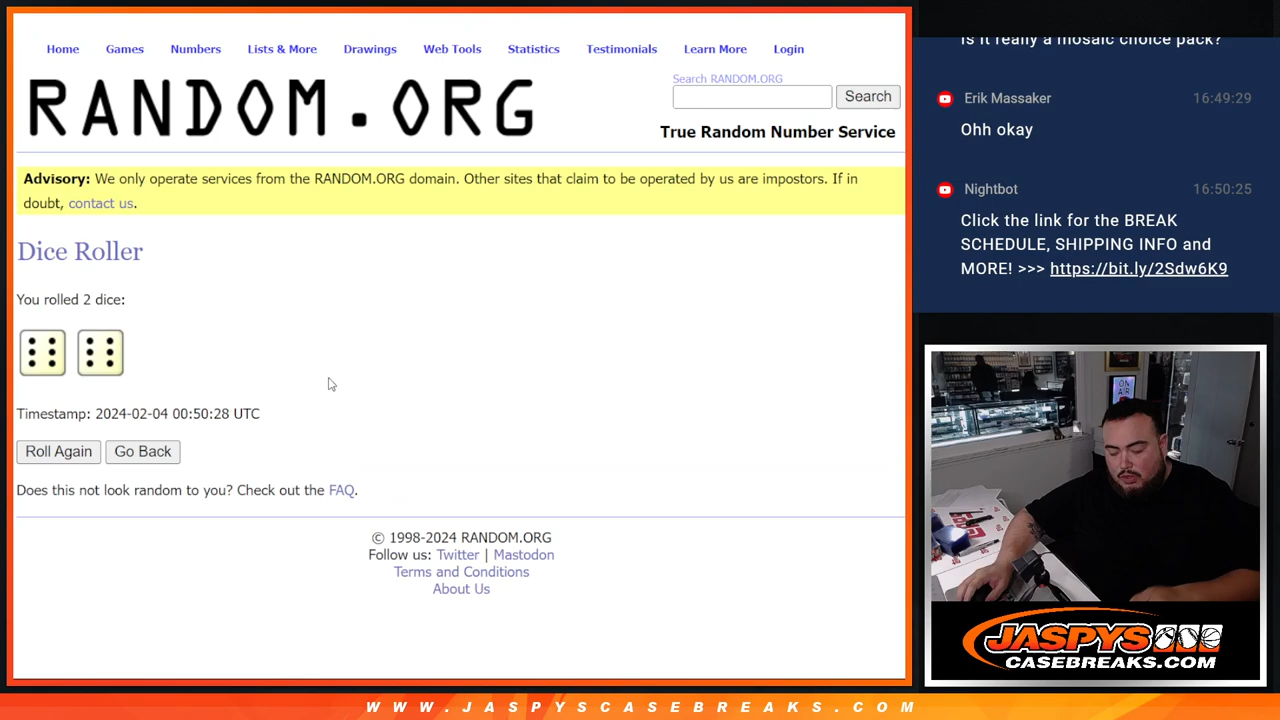 Home Games Numbers Lists & More Drawings Web Tools Statistics Testimonials Learn More Login
RANDOM.ORG
Search RANDOM.ORG
Search
True Random Number Service
Advisory: We only operate services from the RANDOM.ORG domain. Other sites that claim to be operated by us are impostors. If in
doubt, contact us.
Dice Roller
You rolled 2 dice:
Timestamp: 2024-02-04 00:50:28 UTC
Roll Again Go Back
Does this not look random to you? Check out the FAQ.
© 1998-2024 RANDOM.ORG
Follow us: Twitter | Mastodon
Terms and Conditions
About Us
is it really a mosaic choice pack?
Erik Massaker 16:49:29
Ohh okay
Nightbot 16:50:25
Click the link for the BREAK
SCHEDULE, SHIPPING INFO and
MORE! >>> https://bit.ly/2Sdw6K9
ON
AIR
JASPYS
CASEBREAKS.COM
WWW.JASPYSCASEBREAKS.COM